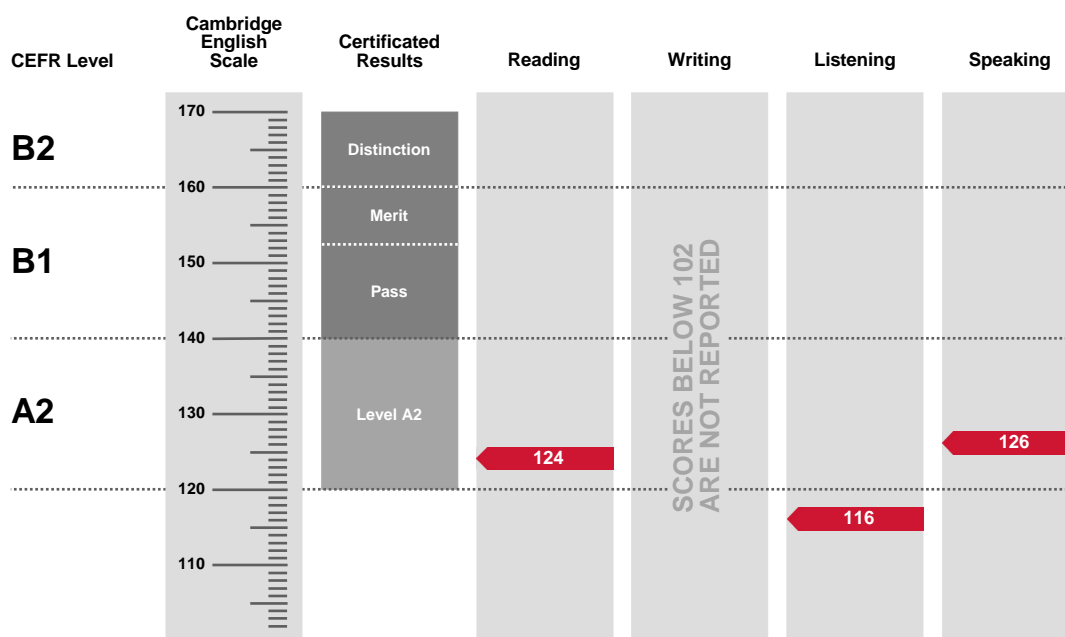 CEFR Level
Cambridge
English
Scale
Certificated
Results
Reading
Writing
Listening
Speaking
B2
B1
A2
170
160
150
140
130
120
110
Distinction
Merit
Pass
Level A2
124
SCORES BELOW 102
ARE NOT REPORTED
116
126